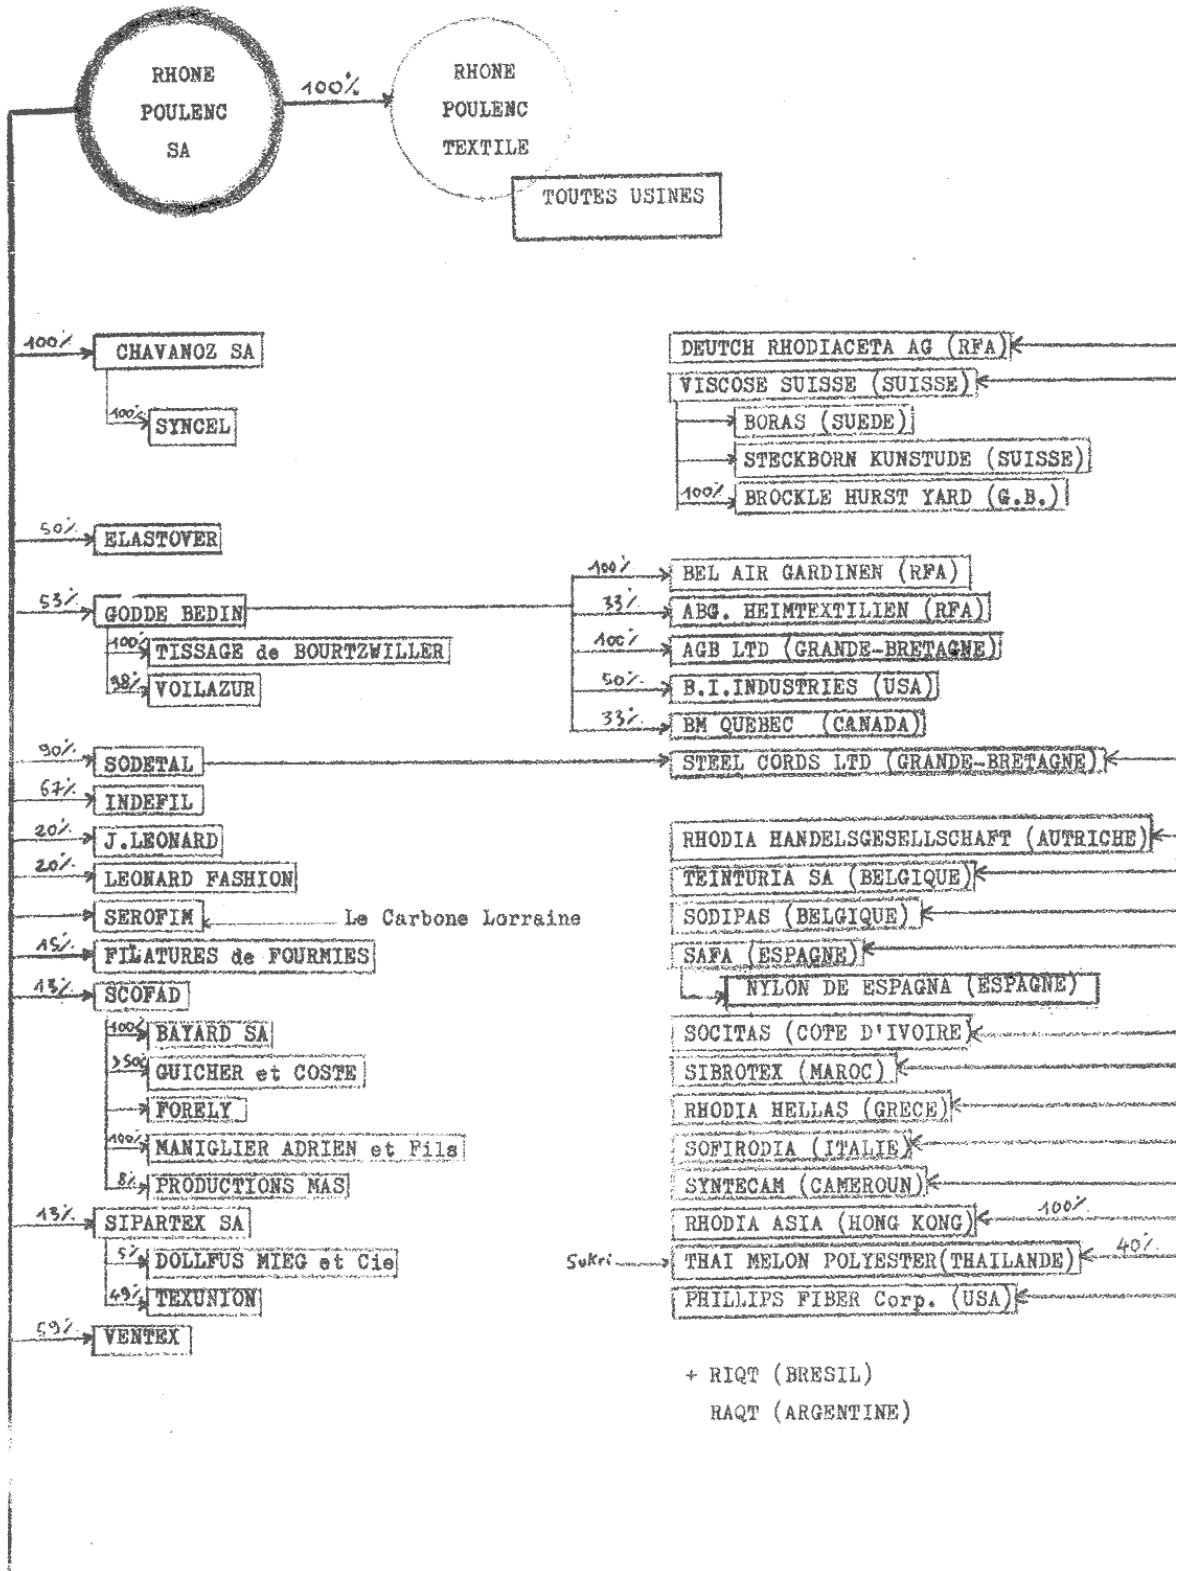 RHONE
POULENC
SA
100%
RHONE
POULENC
TEXTILE
TOUTES USINES
100% CHAVANOZ SA
100% SYNCEL
50% ELASTOVER
53% GODDE BEDIN
100% TISSAGE de BOURTZWILLER
98% VOILAZUR
90% SODETAL
67% INDEFIL
20% J.LEONARD
20% LEONARD FASHION
SEROFIM
Le Carbone Lorraine
15% FILATURES de FOURMIES
13% SCOFAD
100% BAYARD SA
>50% GUICHER et COSTE
FORELY
100% MANIGLIER ADRIEN et Fils
8% PRODUCTIONS MAS
13% SIPARTEX SA
5% DOLLFUS MIEG et Cie
49% TEXUNION
59% VENTEX
DEUTCH RHODIACETA AG (RFA)
VISCOSE SUISSE (SUISSE)
BORAS (SUEDE)
STECKBORN KUNSTUDE (SUISSE)
100% BROCKLE HURST YARD (G.B.)
100% BEL AIR GARDINEN (RFA)
33% ABG. HEIMTEXTILIEN (RFA)
100% AGB LTD (GRANDE-BRETAGNE)
50% B.I.INDUSTRIES (USA)
33% BM QUEBEC (CANADA)
STEEL CORDS LTD (GRANDE-BRETAGNE)
RHODIA HANDELSGESELLSCHAFT (AUTRICHE)
TEINTURIA SA (BELGIQUE)
SODIPAS (BELGIQUE)
SAFA (ESPAGNE)
NYLON DE ESPAGNA (ESPAGNE)
SOCITAS (COTE D'IVOIRE)
SIBROTEX (MAROC)
RHODIA HELLAS (GRECE)
SOFIRODIA (ITALIE)
SYNTECAM (CAMEROUN)
RHODIA ASIA (HONG KONG) 100%
Sukri THAI MELON POLYESTER(THAILANDE) 40%
PHILLIPS FIBER Corp. (USA)
+ RIQT (BRESIL)
RAQT (ARGENTINE)